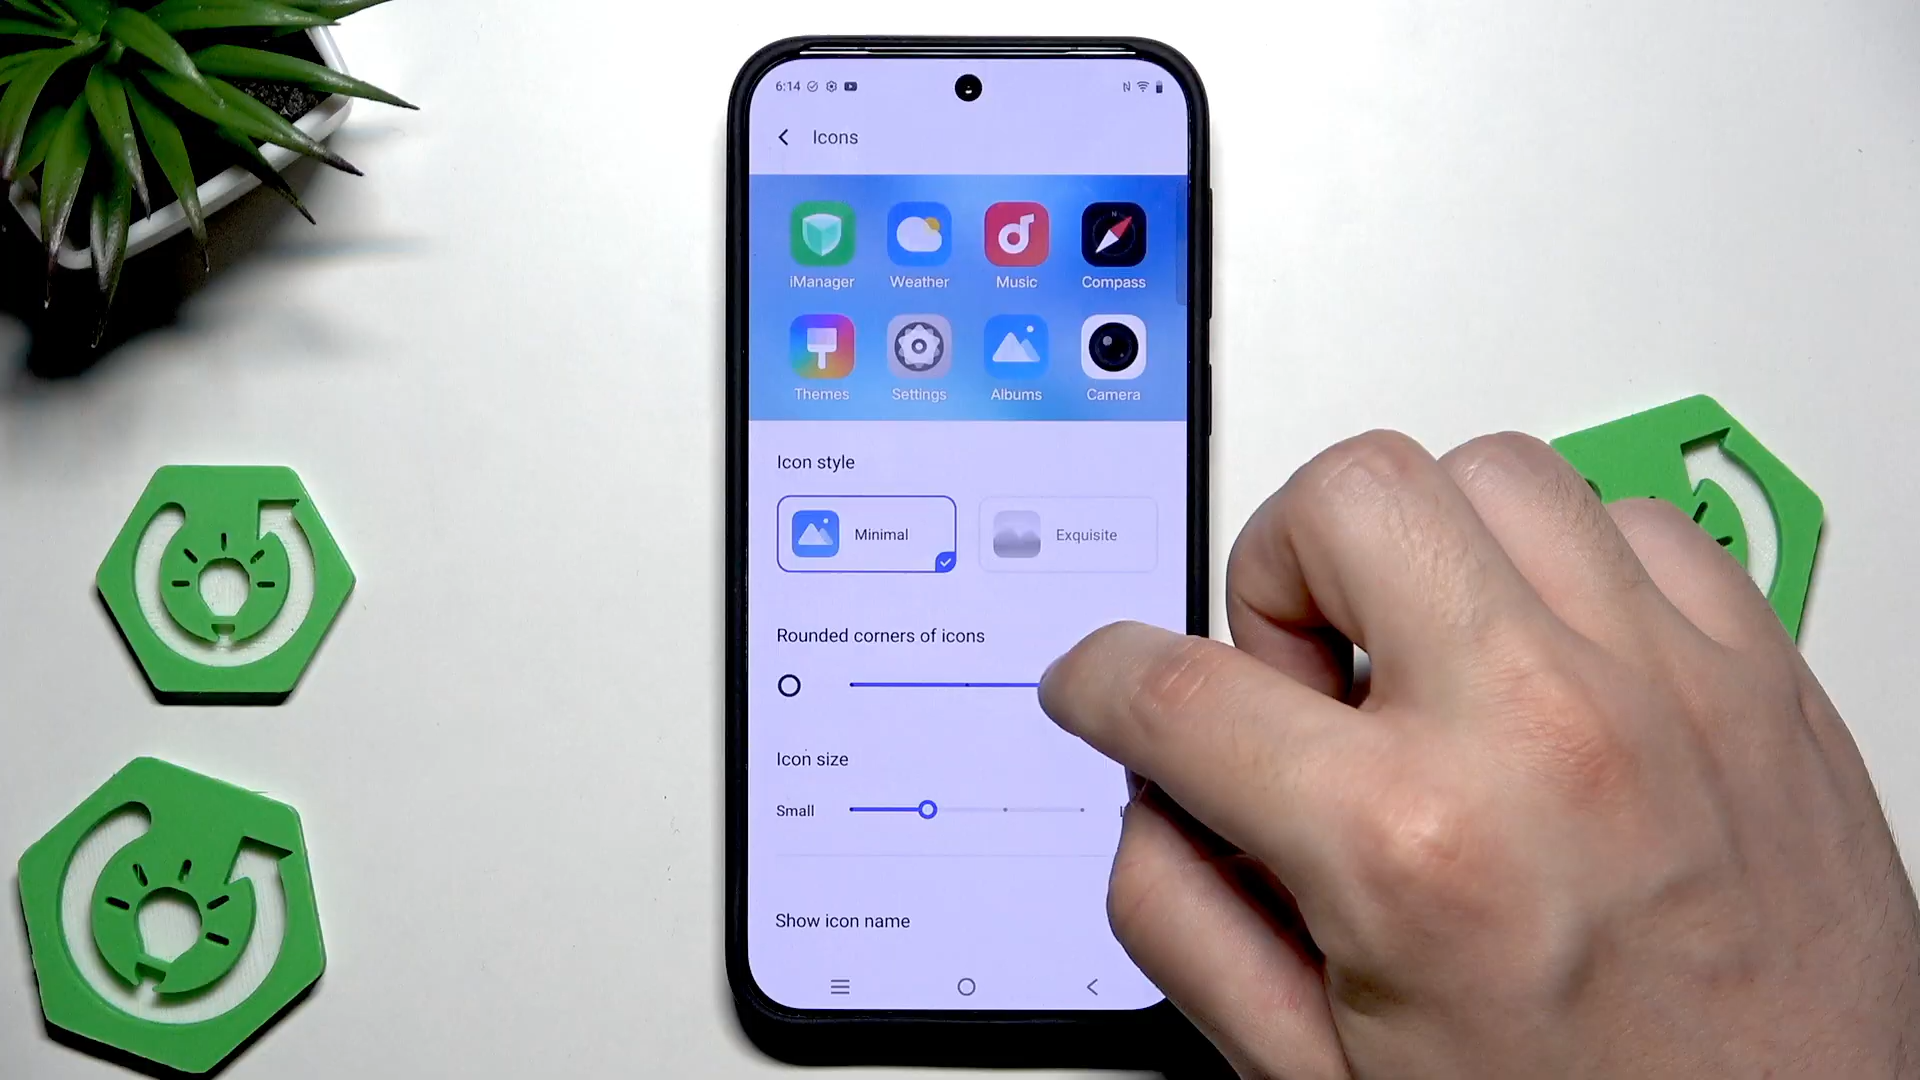 6:14
Icons
iManager Weather Music Compass
Themes Settings Albums Camera
Icon style
Minimal Exquisite
Rounded corners of icons
Icon size
Small
Show icon name